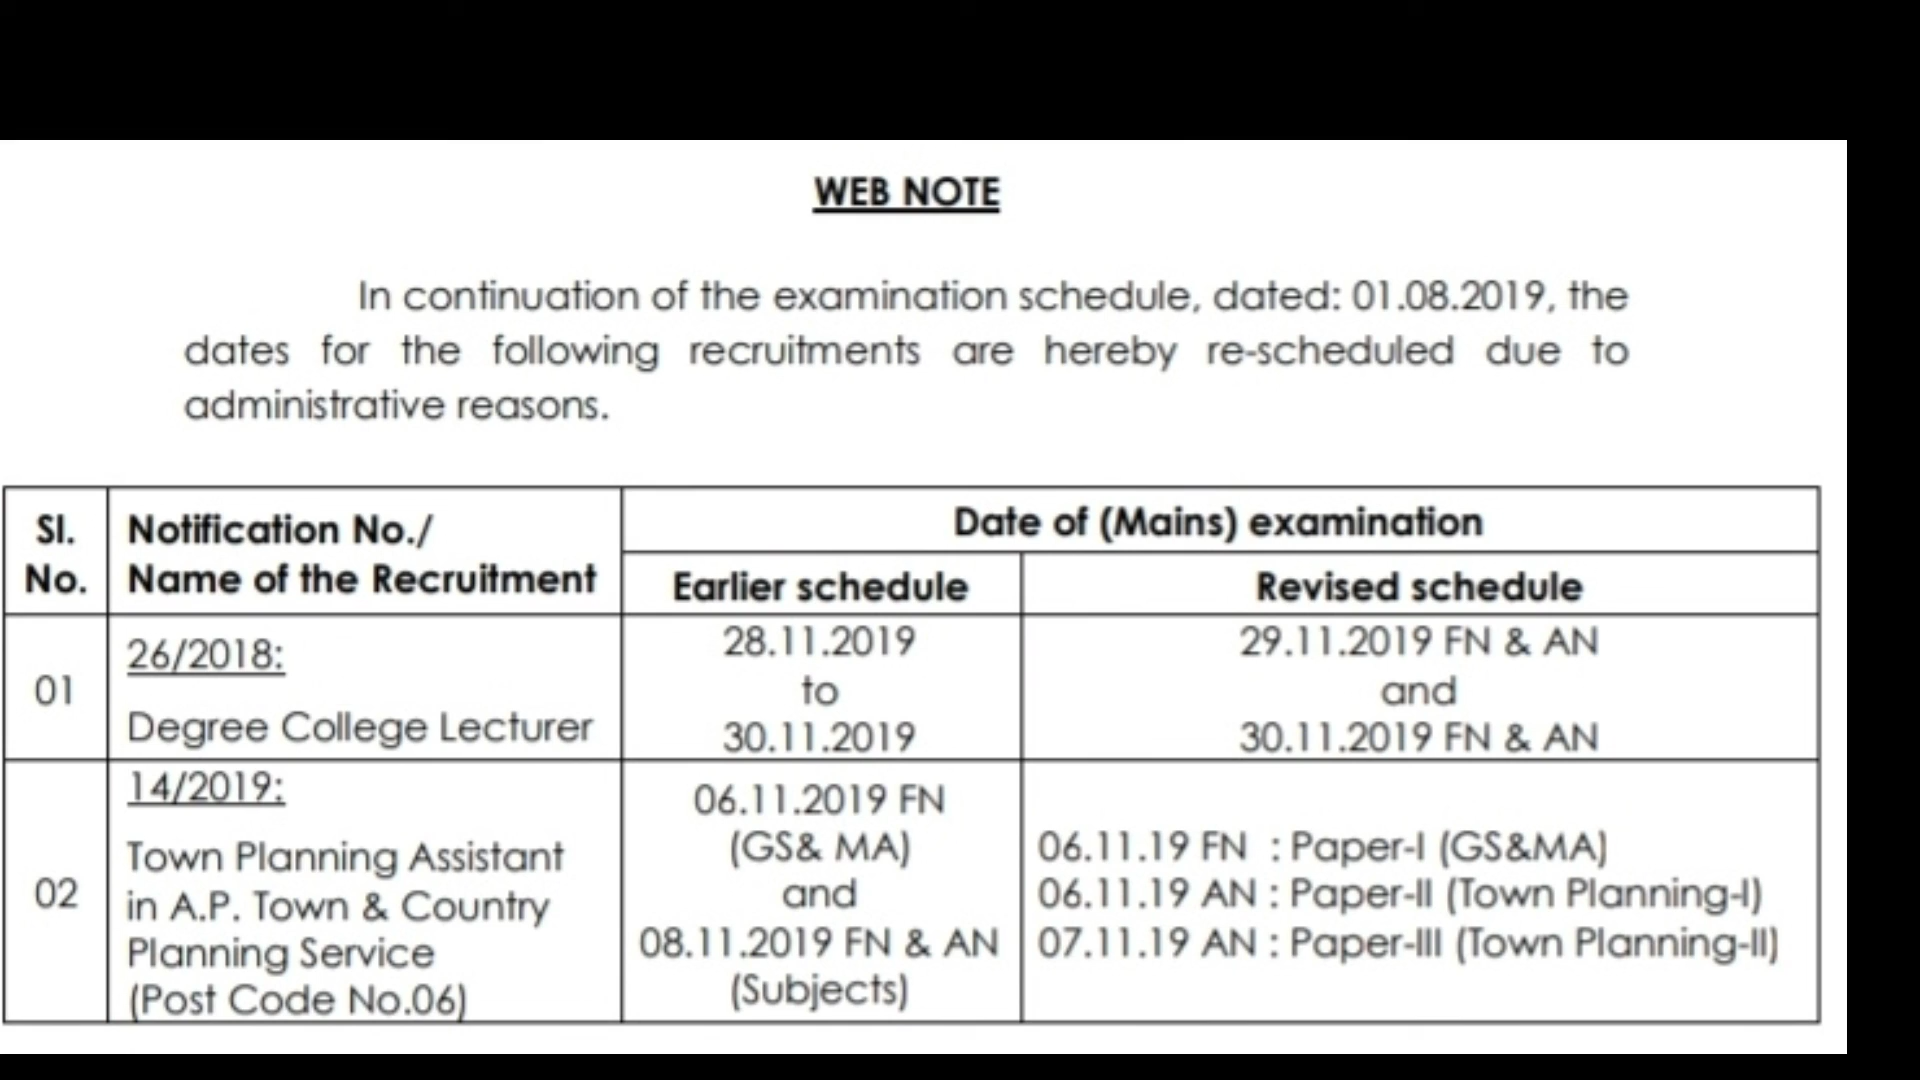 WEB NOTE
In continuation of the examination schedule, dated: 01.08.2019, the
dates for the following recruitments are hereby re-scheduled due to
administrative reasons.
Sl.
No.
Notification No./
Name of the Recruitment
Date of (Mains) examination
Earlier schedule
Revised schedule
01
26/2018:
Degree College Lecturer
28.11.2019
to
30.11.2019
29.11.2019 FN & AN
and
30.11.2019 FN & AN
02
14/2019:
Town Planning Assistant
in A.P. Town & Country
Planning Service
(Post Code No.06)
06.11.2019 FN
(GS& MA)
and
08.11.2019 FN & AN
(Subjects)
06.11.19 FN : Paper-I (GS&MA)
06.11.19 AN : Paper-II (Town Planning-I)
07.11.19 AN : Paper-III (Town Planning-II)